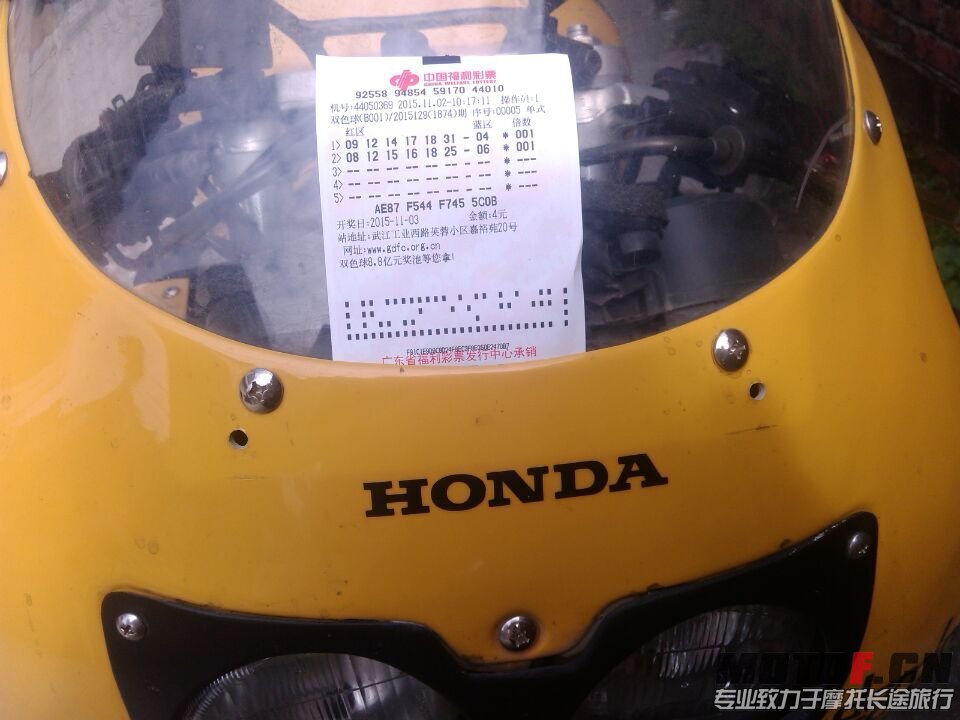 中国福利彩票
CHINA WELFARE LOTTERY
92558 94854 59170 44010
机号:44050369 2015.11.02-10:17:11 操作员:1
双色球(B001)/2015129(1874)期 序号:00005 单式
红区 蓝区 倍数
1> 09 12 14 17 18 31 - 04 * 001
2> 08 12 15 16 18 25 - 06 * 001
3> -- -- -- -- -- -- - -- * ---
4> -- -- -- -- -- -- - -- * ---
5> -- -- -- -- -- -- - -- * ---
AE87 F544 F745 5C0B
开奖日:2015-11-03 金额:4元
站地址:武江工业西路芙蓉小区嘉裕苑20号
网址:www.gdfc.org.cn
双色球8.8亿元奖池等您拿!
广东省福利彩票发行中心承销
HONDA
MOTOF.CN
专业致力于摩托长途旅行